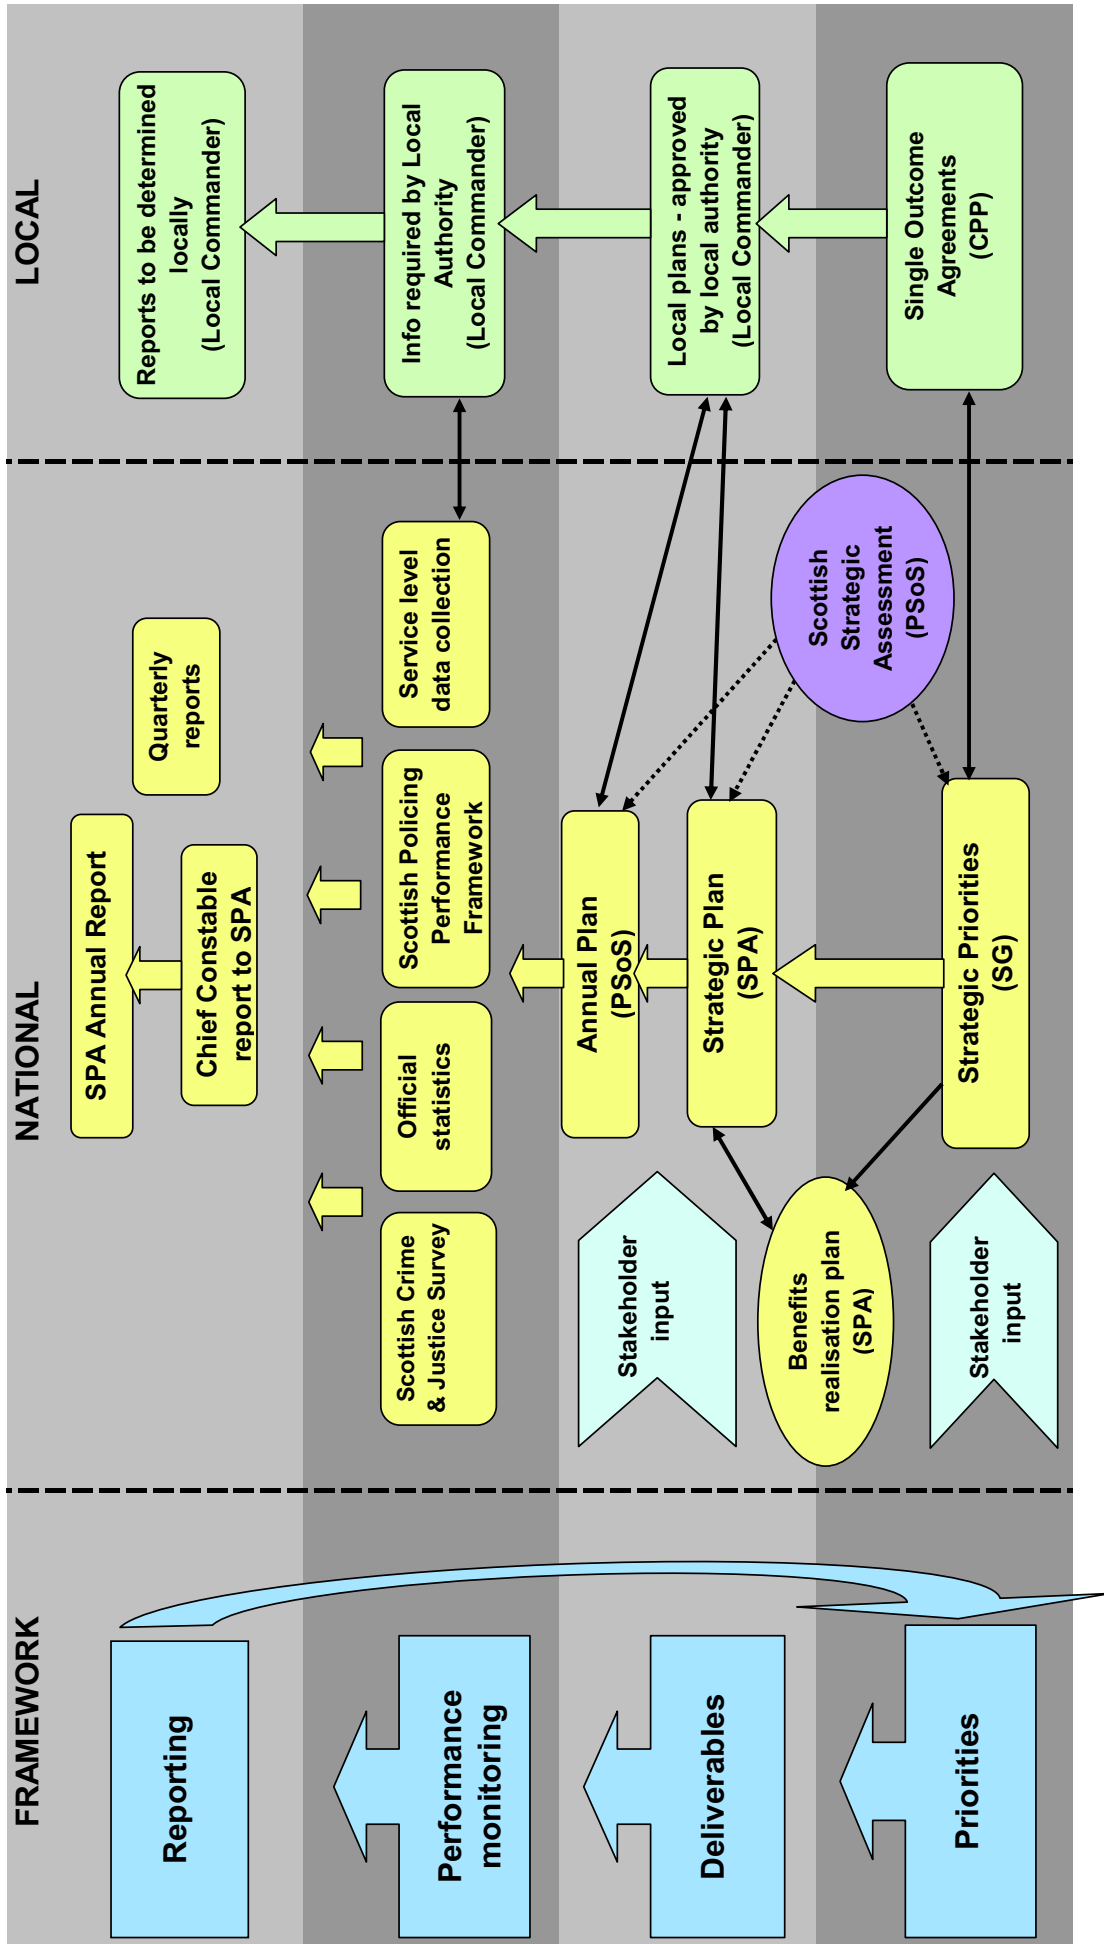 FRAMEWORK
NATIONAL
LOCAL
Reporting
SPA Annual Report
Chief Constable
report to SPA
Quarterly
reports
Reports to be determined
locally
(Local Commander)
Performance
monitoring
Scottish Crime
& Justice Survey
Official
statistics
Scottish Policing
Performance
Framework
Service level
data collection
Info required by Local
Authority
(Local Commander)
Deliverables
Stakeholder
input
Annual Plan
(PSoS)
Strategic Plan
(SPA)
Local plans - approved
by local authority
(Local Commander)
Benefits
realisation plan
(SPA)
Scottish
Strategic
Assessment
(PSoS)
Priorities
Stakeholder
input
Strategic Priorities
(SG)
Single Outcome
Agreements
(CPP)